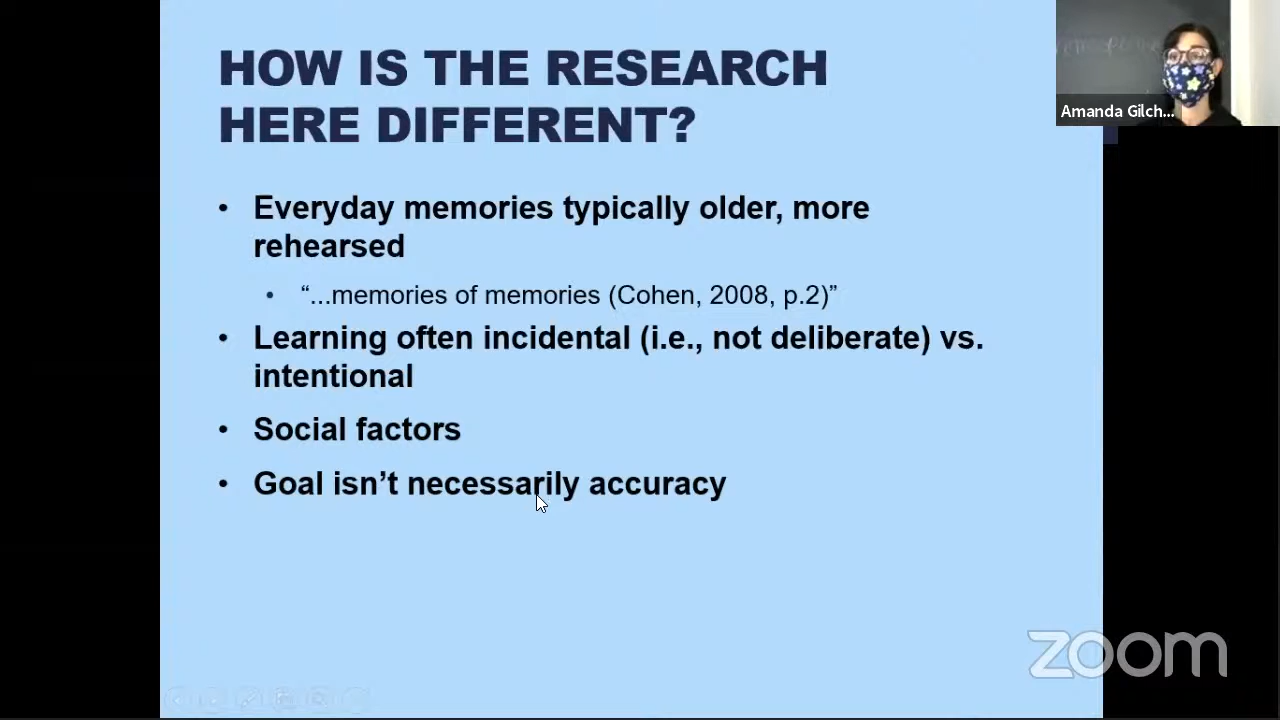 HOW IS THE RESEARCH
HERE DIFFERENT?
Amanda Gilch...
• Everyday memories typically older, more
rehearsed
• “...memories of memories (Cohen, 2008, p.2)”
• Learning often incidental (i.e., not deliberate) vs.
intentional
• Social factors
• Goal isn’t necessarily accuracy
zoom